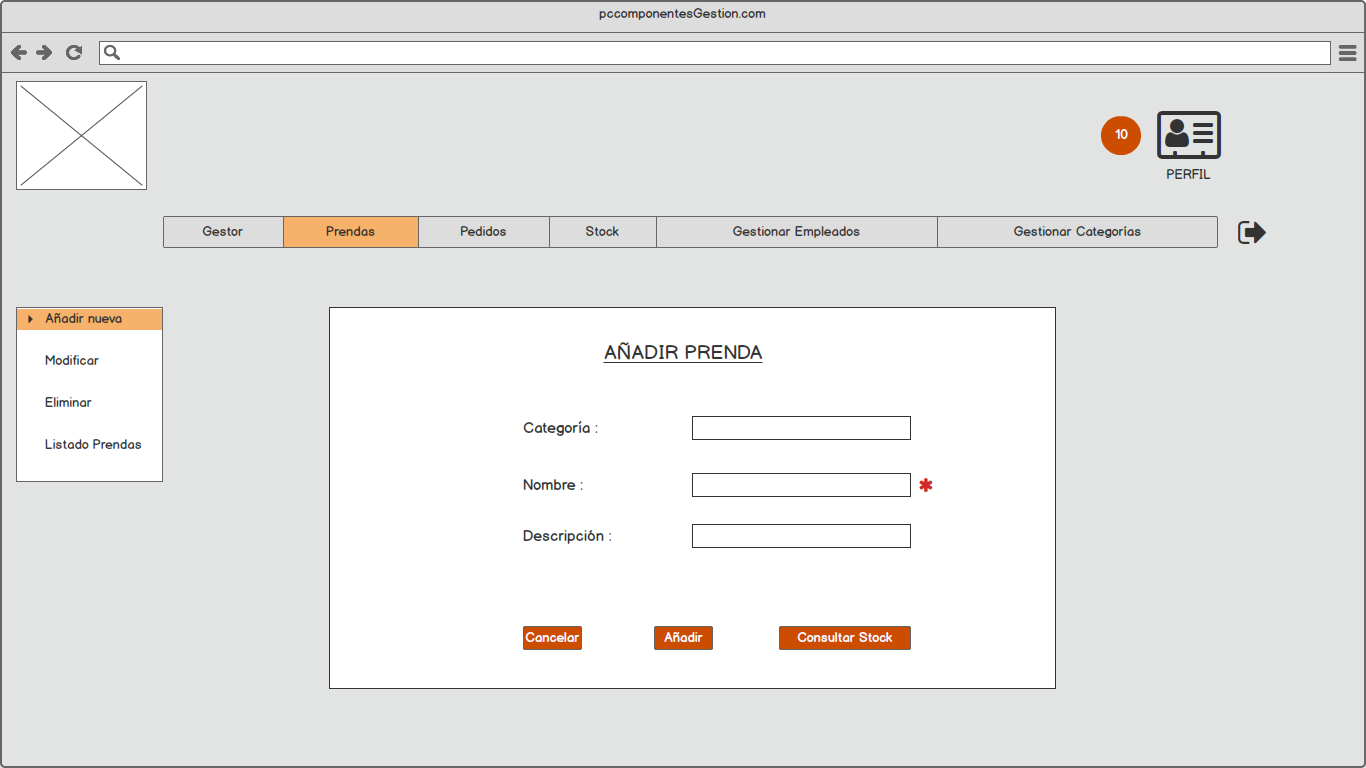 pccomponentesGestion.com
10
PERFIL
Gestor Prendas Pedidos Stock Gestionar Empleados Gestionar Categorías
Añadir nueva
Modificar
Eliminar
Listado Prendas
AÑADIR PRENDA
Categoría :
Nombre : *
Descripción :
Cancelar Añadir Consultar Stock